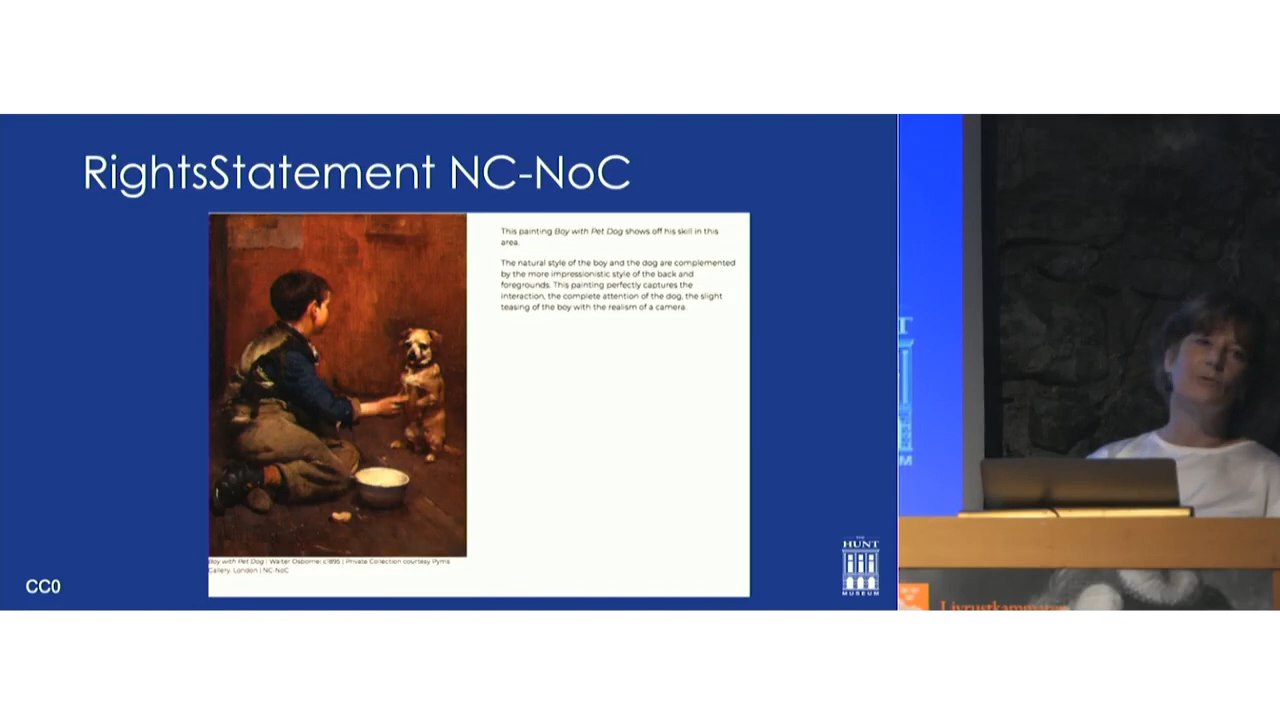 RightsStatement NC-NoC
This painting Boy with Pet Dog shows off his skill in this
area.
The natural style of the boy and the dog are complemented
by the more impressionistic style of the back and
foregrounds. This painting perfectly captures the
interaction, the complete attention of the dog, the slight
teasing of the boy with the realism of a camera.
Boy with Pet Dog | Walter Osborne| c1895 | Private Collection courtesy Pyms
Gallery. London | NC-NoC
CC0
THE
HUNT
MUSEUM
T
M
Livrustkammaren